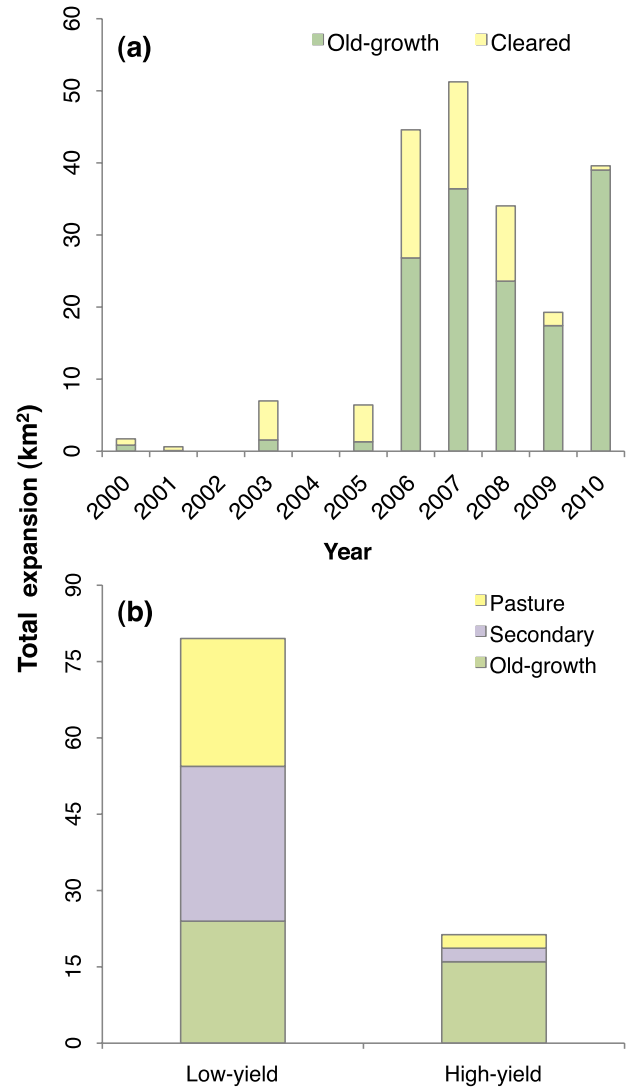 (a)
Old-growth
Cleared
60
50
40
30
20
10
0
2000
2001
2002
2003
2004
2005
2006
2007
2008
2009
2010
Year
Total expansion (km²)
(b)
Pasture
Secondary
Old-growth
90
75
60
45
30
15
0
Low-yield
High-yield